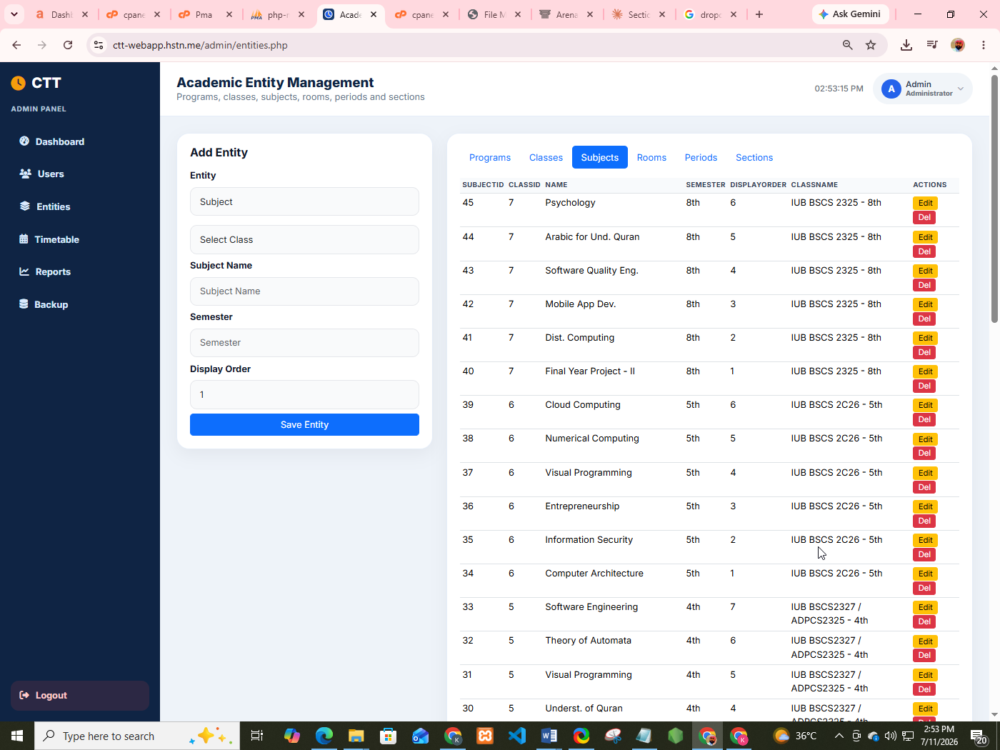 Dashb
cpane
Pma
php-r
Acade
cpane
File M
Arena
Sectic
dropc
Ask Gemini
ctt-webapp.hstn.me/admin/entities.php
CTT
ADMIN PANEL
Dashboard
Users
Entities
Timetable
Reports
Backup
Logout
Academic Entity Management
Programs, classes, subjects, rooms, periods and sections
02:53:15 PM
A
Admin
Administrator
Add Entity
Entity
Subject
Select Class
Subject Name
Subject Name
Semester
Semester
Display Order
1
Save Entity
Programs Classes Subjects Rooms Periods Sections
SUBJECTID CLASSID NAME SEMESTER DISPLAYORDER CLASSNAME ACTIONS
45 7 Psychology 8th 6 IUB BSCS 2325 - 8th Edit
Del
44 7 Arabic for Und. Quran 8th 5 IUB BSCS 2325 - 8th Edit
Del
43 7 Software Quality Eng. 8th 4 IUB BSCS 2325 - 8th Edit
Del
42 7 Mobile App Dev. 8th 3 IUB BSCS 2325 - 8th Edit
Del
41 7 Dist. Computing 8th 2 IUB BSCS 2325 - 8th Edit
Del
40 7 Final Year Project - II 8th 1 IUB BSCS 2325 - 8th Edit
Del
39 6 Cloud Computing 5th 6 IUB BSCS 2C26 - 5th Edit
Del
38 6 Numerical Computing 5th 5 IUB BSCS 2C26 - 5th Edit
Del
37 6 Visual Programming 5th 4 IUB BSCS 2C26 - 5th Edit
Del
36 6 Entrepreneurship 5th 3 IUB BSCS 2C26 - 5th Edit
Del
35 6 Information Security 5th 2 IUB BSCS 2C26 - 5th Edit
Del
34 6 Computer Architecture 5th 1 IUB BSCS 2C26 - 5th Edit
Del
33 5 Software Engineering 4th 7 IUB BSCS2327 / Edit
ADPCS2325 - 4th Del
32 5 Theory of Automata 4th 6 IUB BSCS2327 / Edit
ADPCS2325 - 4th Del
31 5 Visual Programming 4th 5 IUB BSCS2327 / Edit
ADPCS2325 - 4th Del
30 5 Underst. of Quran 4th 4 IUB BSCS2327 / Edit
Type here to search
36°C
2:53 PM
7/11/2026
20